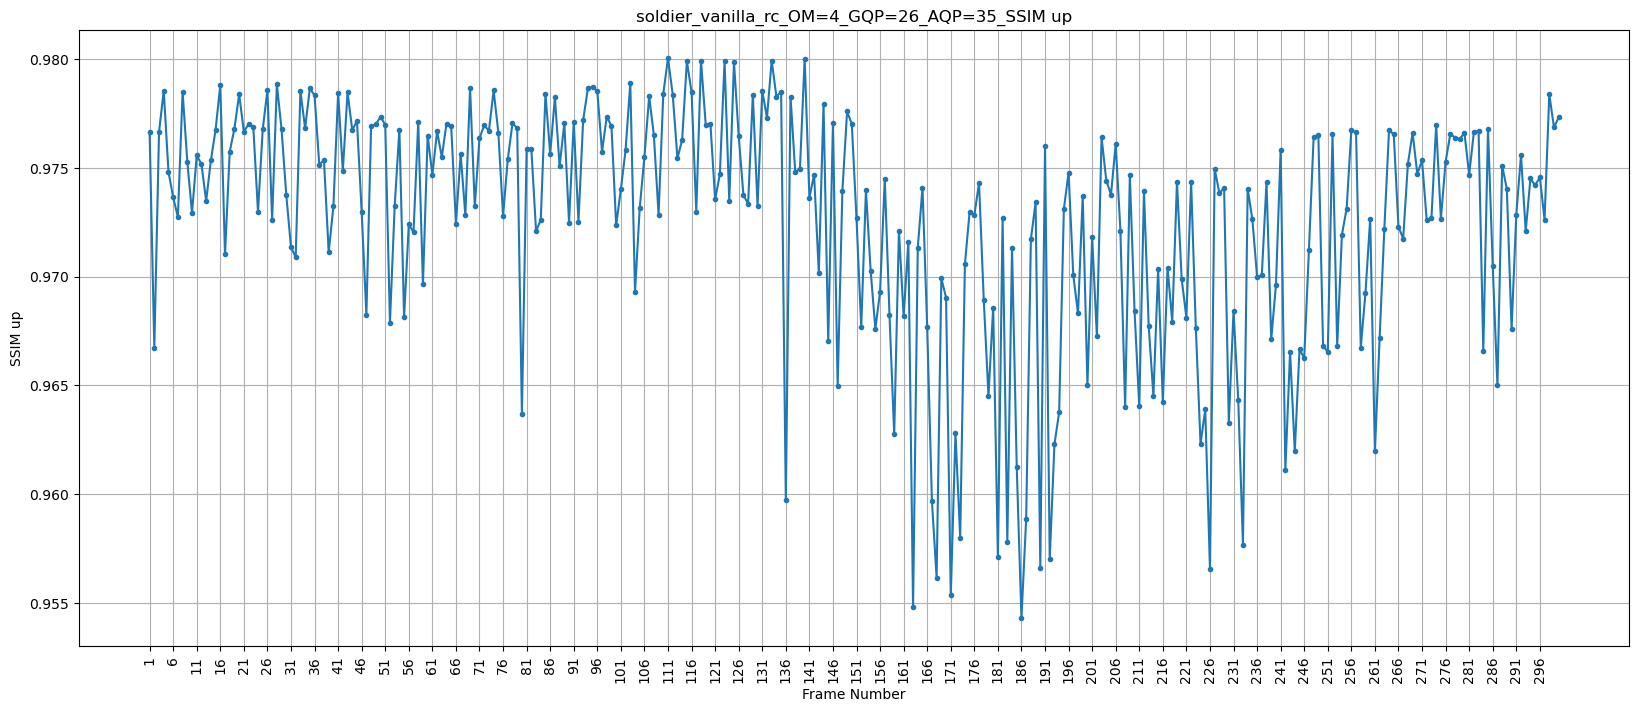 soldier_vanilla_rc_OM=4_GQP=26_AQP=35_SSIM up
0.980
0.975
0.970
0.965
0.960
0.955
SSIM up
1 6 11 16 21 26 31 36 41 46 51 56 61 66 71 76 81 86 91 96 101 106 111 116 121 126 131 136 141 146 151 156 161 166 171 176 181 186 191 196 201 206 211 216 221 226 231 236 241 246 251 256 261 266 271 276 281 286 291 296
Frame Number